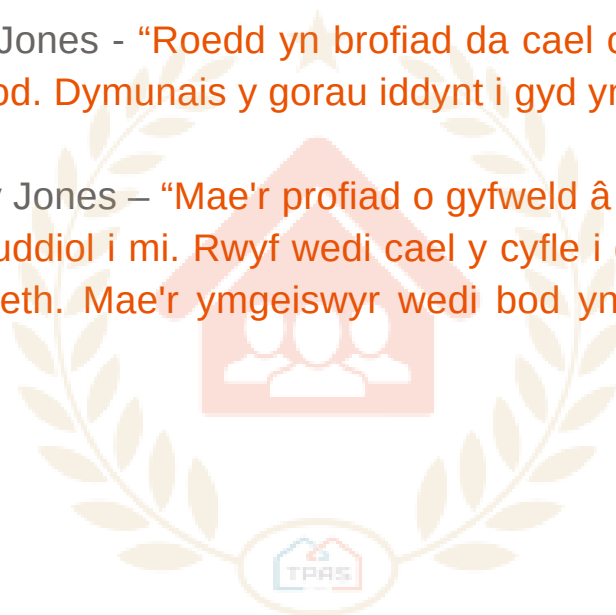 Jones - “Roedd yn brofiad da cael
od. Dymunais y gorau iddynt i gyd
Jones – “Mae'r profiad o gyfweld â
uddiol i mi. Rwyf wedi cael y cyfle i
eth. Mae'r ymgeiswyr wedi bod yn
TPAS